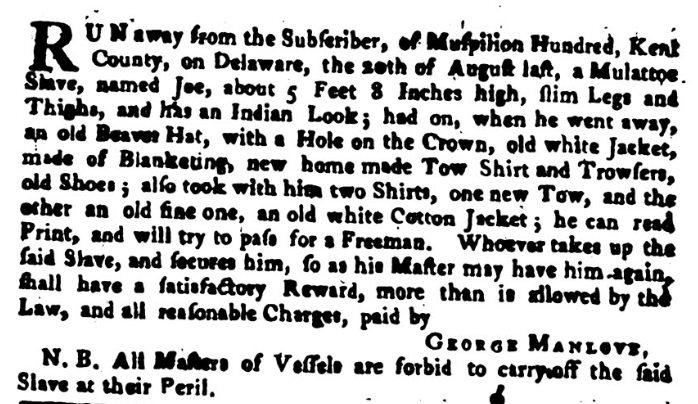 RUN away from the Subſcriber, of Muſpilion Hundred, Kent
County, on Delaware, the 20th of Auguſt laſt, a Mulattoe
Slave, named Joe, about 5 Feet 8 Inches high, ſlim Legs and
Thighs, and has an Indian Look; had on, when he went away,
an old Beaver Hat, with a Hole on the Crown, old white Jacket,
made of Blanketing, new home made Tow Shirt and Trowſers,
old Shoes; alſo took with him two Shirts, one new Tow, and the
other an old fine one, an old white Cotton Jacket; he can read
Print, and will try to paſs for a Freeman. Whoever takes up the
ſaid Slave, and ſecures him, ſo as his Maſter may have him again,
ſhall have a ſatisfactory Reward, more than is allowed by the
Law, and all reaſonable Charges, paid by
GEORGE MANLOVE,
N. B. All Maſters of Veſſels are forbid to carry off the ſaid
Slave at their Peril.